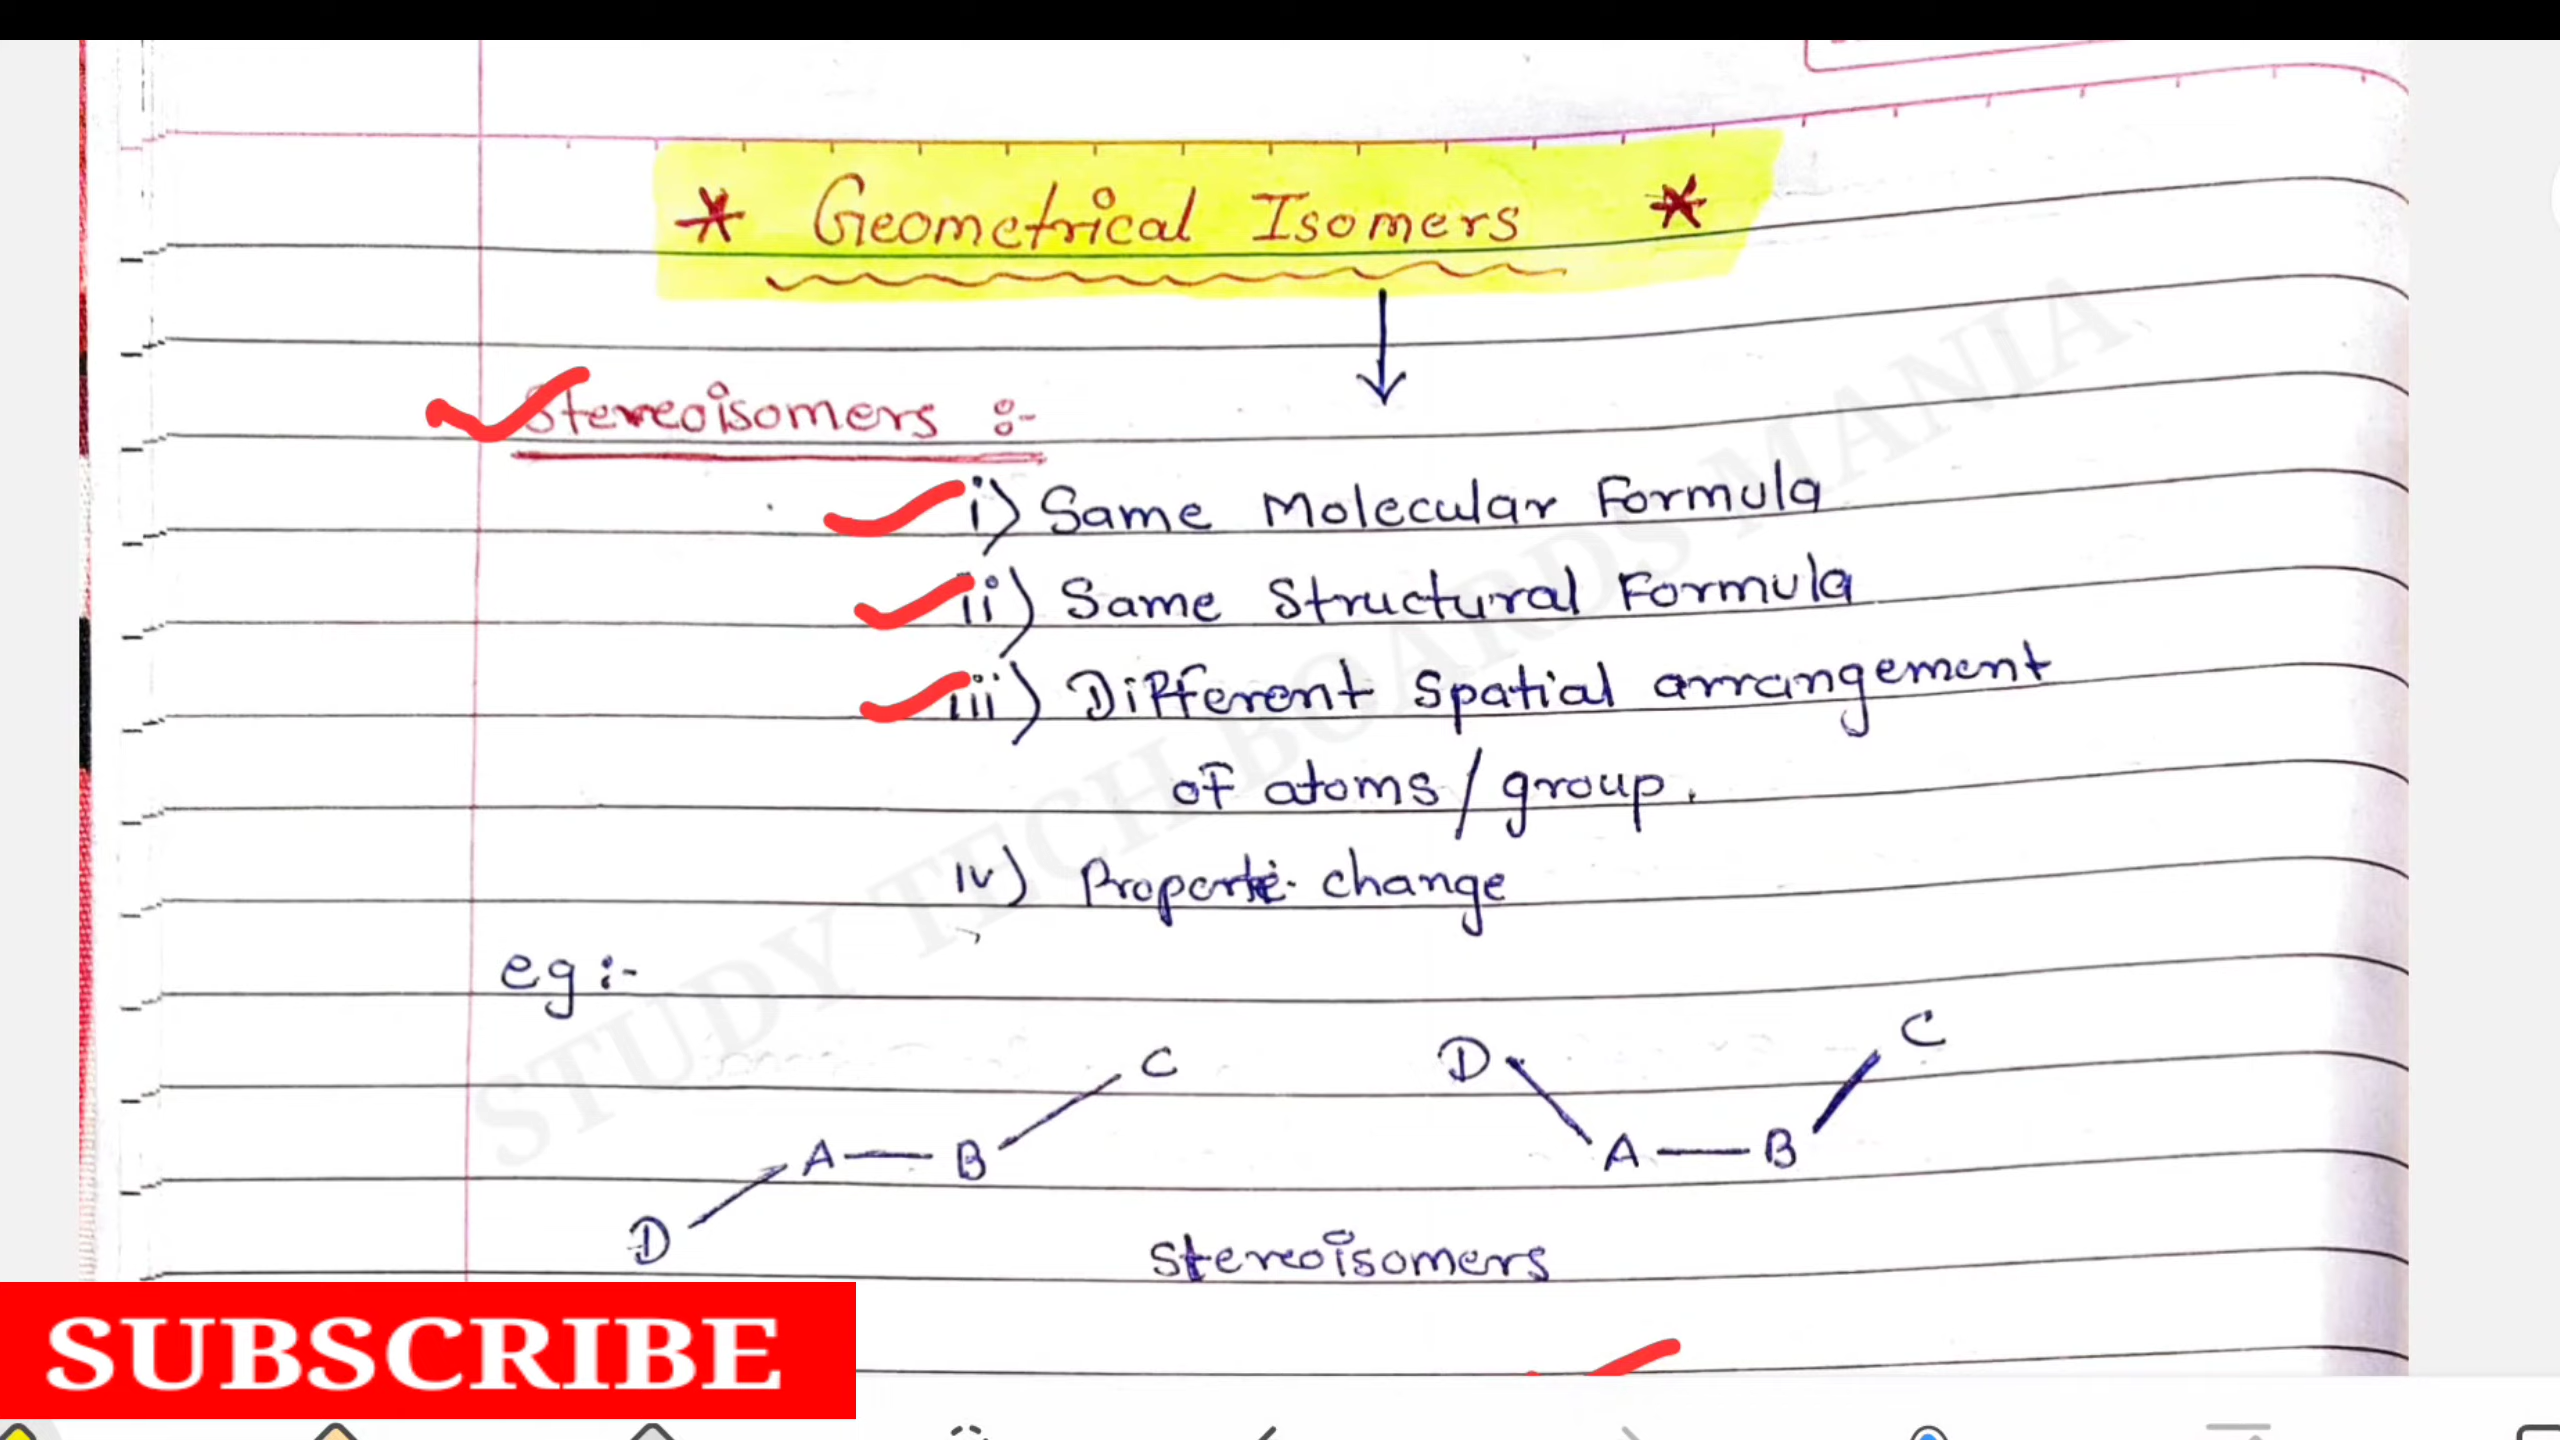 * Geometrical Isomers *
Stereoisomers :-
i) Same Molecular Formula
ii) Same Structural Formula
iii) Different spatial arrangement
of atoms / group.
iv) Properti- change
eg :-
C
A — B
D
D
C
A — B
Stereoisomers
STUDY TECH BOARDS MANIA
SUBSCRIBE